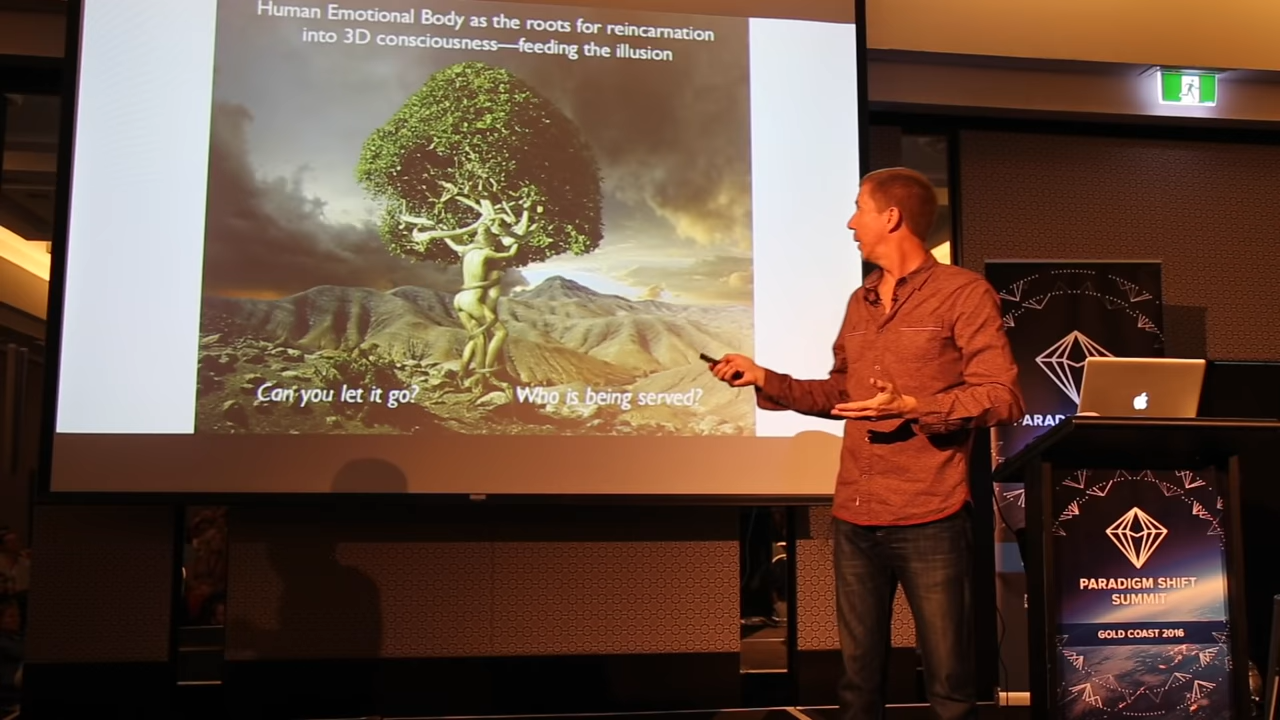 Human Emotional Body as the roots for reincarnation
into 3D consciousness—feeding the illusion
Can you let it go?
Who is being served?
PARADIGM SHIFT
SUMMIT
GOLD COAST 2016